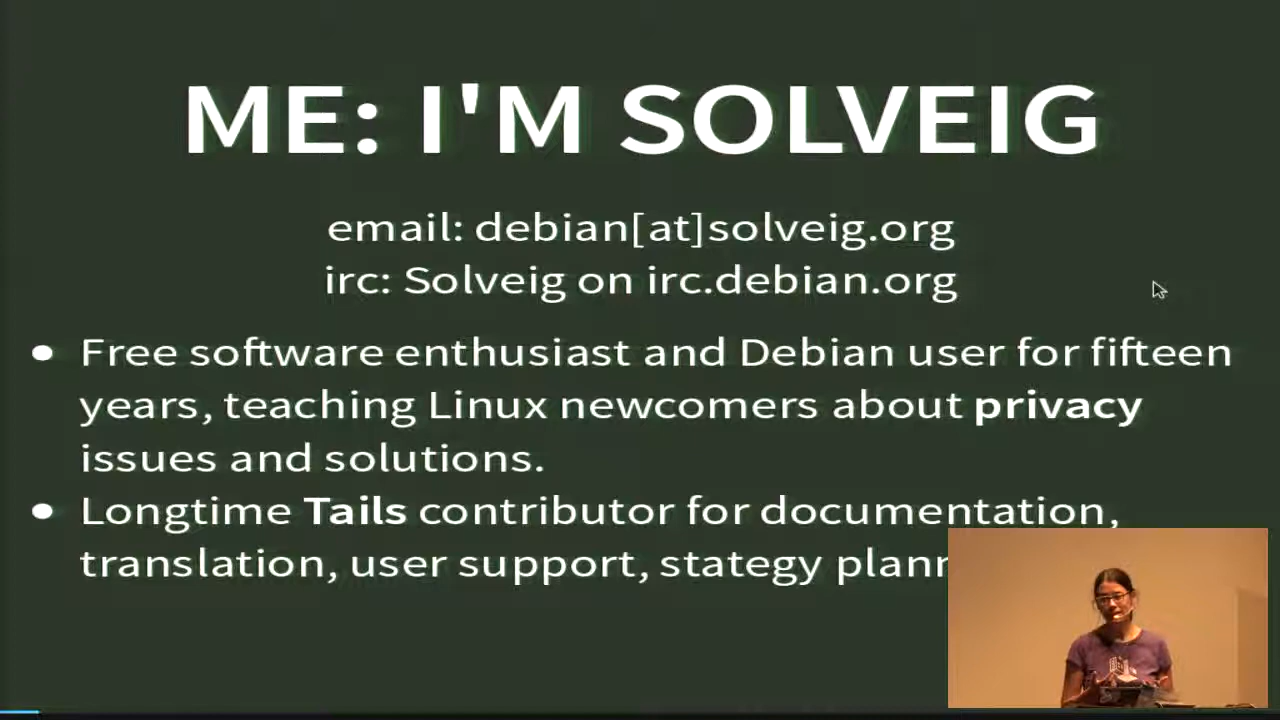 ME: I'M SOLVEIG
email: debian[at]solveig.org
irc: Solveig on irc.debian.org
• Free software enthusiast and Debian user for fifteen
years, teaching Linux newcomers about privacy
issues and solutions.
• Longtime Tails contributor for documentation,
translation, user support, stategy